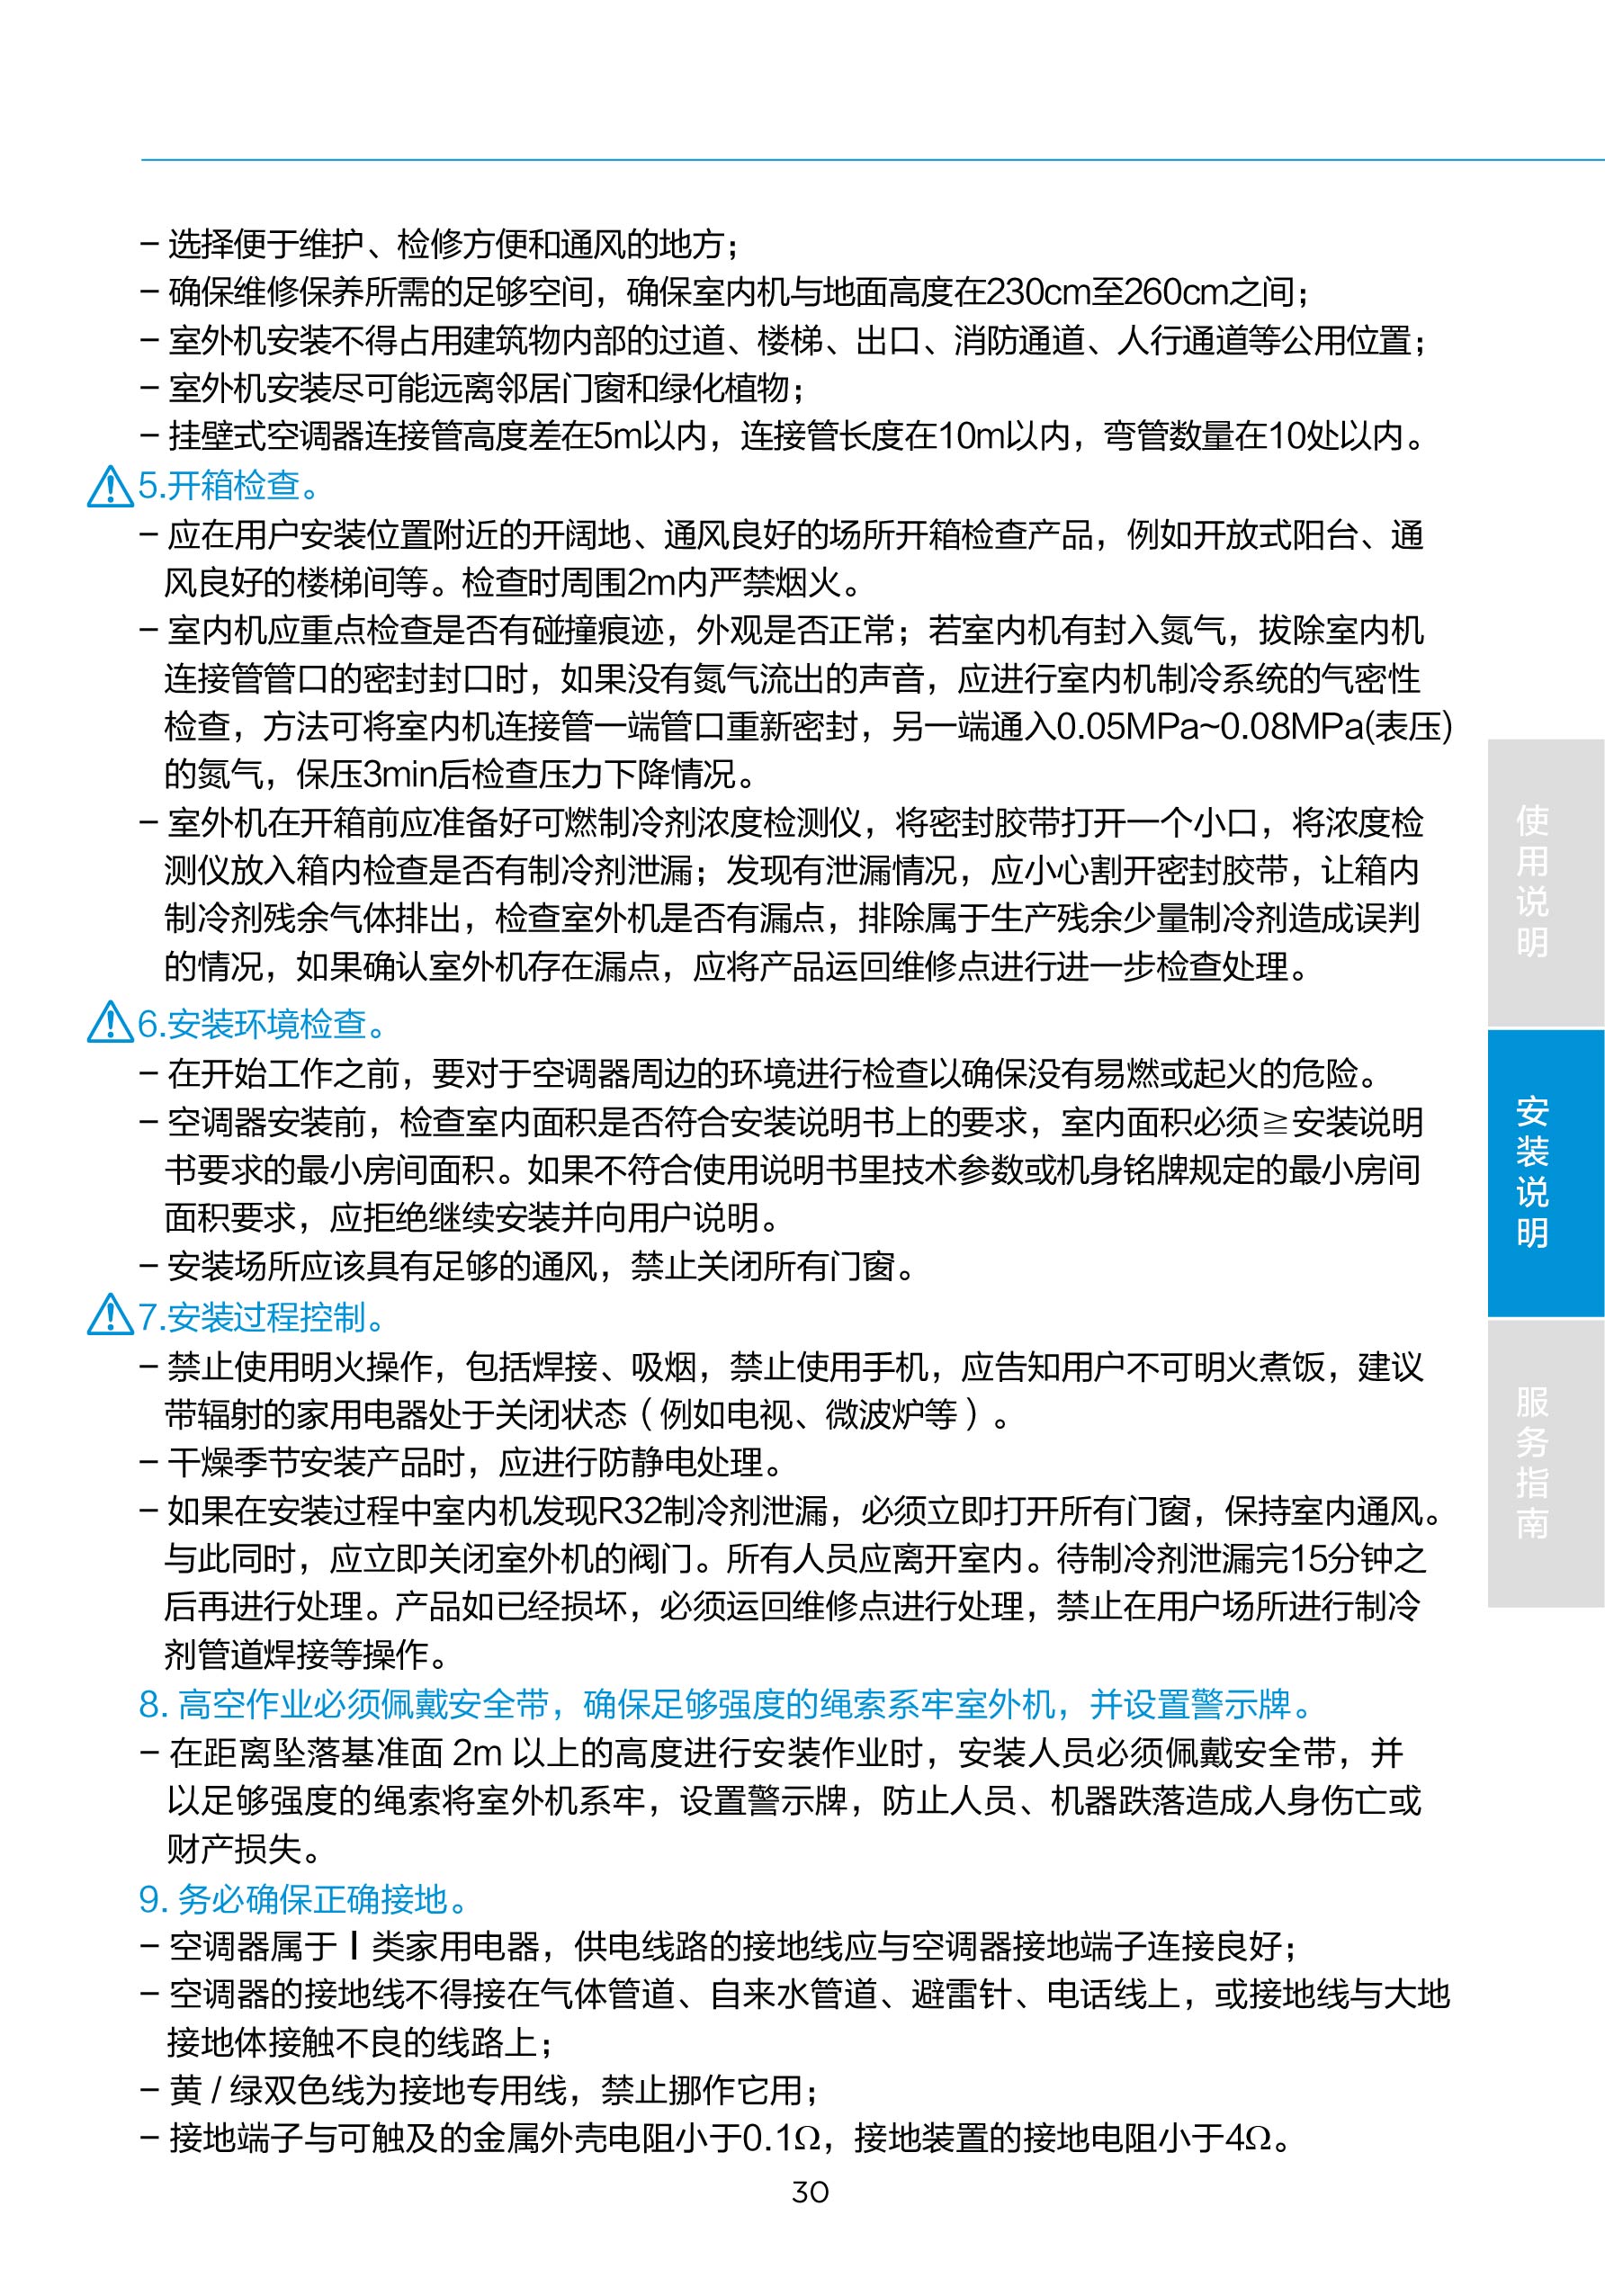 – 选择便于维护、检修方便和通风的地方；
– 确保维修保养所需的足够空间，确保室内机与地面高度在230cm至260cm之间；
– 室外机安装不得占用建筑物内部的过道、楼梯、出口、消防通道、人行通道等公用位置；
– 室外机安装尽可能远离邻居门窗和绿化植物；
– 挂壁式空调器连接管高度差在5m以内，连接管长度在10m以内，弯管数量在10处以内。
5.开箱检查。
– 应在用户安装位置附近的开阔地、通风良好的场所开箱检查产品，例如开放式阳台、通
风良好的楼梯间等。检查时周围2m内严禁烟火。
– 室内机应重点检查是否有碰撞痕迹，外观是否正常；若室内机有封入氮气，拔除室内机
连接管管口的密封封口时，如果没有氮气流出的声音，应进行室内机制冷系统的气密性
检查，方法可将室内机连接管一端管口重新密封，另一端通入0.05MPa~0.08MPa(表压)
的氮气，保压3min后检查压力下降情况。
– 室外机在开箱前应准备好可燃制冷剂浓度检测仪，将密封胶带打开一个小口，将浓度检
测仪放入箱内检查是否有制冷剂泄漏；发现有泄漏情况，应小心割开密封胶带，让箱内
制冷剂残余气体排出，检查室外机是否有漏点，排除属于生产残余少量制冷剂造成误判
的情况，如果确认室外机存在漏点，应将产品运回维修点进行进一步检查处理。
6.安装环境检查。
– 在开始工作之前，要对于空调器周边的环境进行检查以确保没有易燃或起火的危险。
– 空调器安装前，检查室内面积是否符合安装说明书上的要求，室内面积必须≧安装说明
书要求的最小房间面积。如果不符合使用说明书里技术参数或机身铭牌规定的最小房间
面积要求，应拒绝继续安装并向用户说明。
– 安装场所应该具有足够的通风，禁止关闭所有门窗。
7.安装过程控制。
– 禁止使用明火操作，包括焊接、吸烟，禁止使用手机，应告知用户不可明火煮饭，建议
带辐射的家用电器处于关闭状态（例如电视、微波炉等）。
– 干燥季节安装产品时，应进行防静电处理。
– 如果在安装过程中室内机发现R32制冷剂泄漏，必须立即打开所有门窗，保持室内通风。
与此同时，应立即关闭室外机的阀门。所有人员应离开室内。待制冷剂泄漏完15分钟之
后再进行处理。产品如已经损坏，必须运回维修点进行处理，禁止在用户场所进行制冷
剂管道焊接等操作。
8. 高空作业必须佩戴安全带，确保足够强度的绳索系牢室外机，并设置警示牌。
– 在距离坠落基准面 2m 以上的高度进行安装作业时，安装人员必须佩戴安全带，并
以足够强度的绳索将室外机系牢，设置警示牌，防止人员、机器跌落造成人身伤亡或
财产损失。
9. 务必确保正确接地。
– 空调器属于 I 类家用电器，供电线路的接地线应与空调器接地端子连接良好；
– 空调器的接地线不得接在气体管道、自来水管道、避雷针、电话线上，或接地线与大地
接地体接触不良的线路上；
– 黄 / 绿双色线为接地专用线，禁止挪作它用；
– 接地端子与可触及的金属外壳电阻小于0.1Ω，接地装置的接地电阻小于4Ω。
30
使用说明
安装说明
服务指南